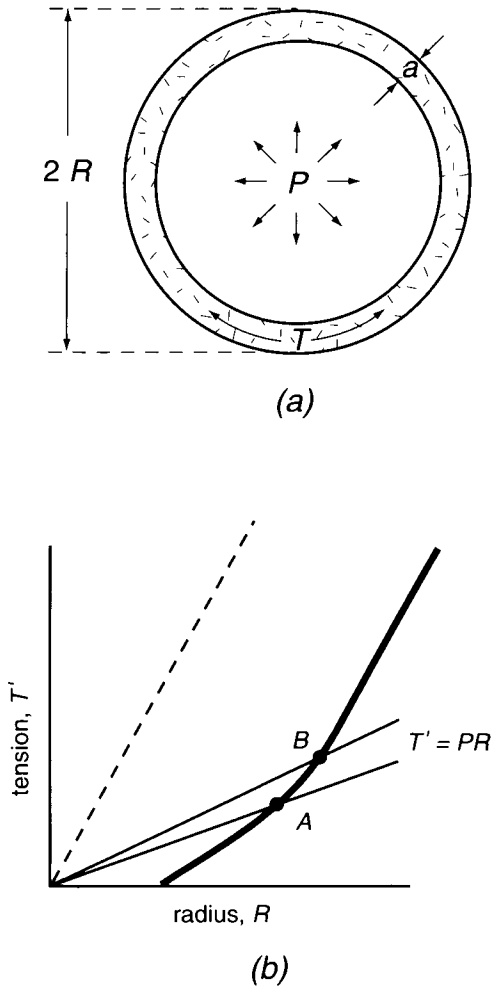 a
2 R
P
T
(a)
tension, T'
B
T' = PR
A
radius, R
(b)